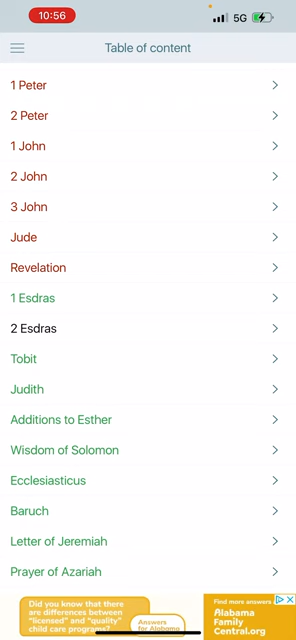 10:56
5G
Table of content
1 Peter
2 Peter
1 John
2 John
3 John
Jude
Revelation
1 Esdras
2 Esdras
Tobit
Judith
Additions to Esther
Wisdom of Solomon
Ecclesiasticus
Baruch
Letter of Jeremiah
Prayer of Azariah
Did you know that there
are differences between
"licensed" and "quality"
child care programs?
Answers
for Alabama
Find more answers
Alabama
Family
Central.org